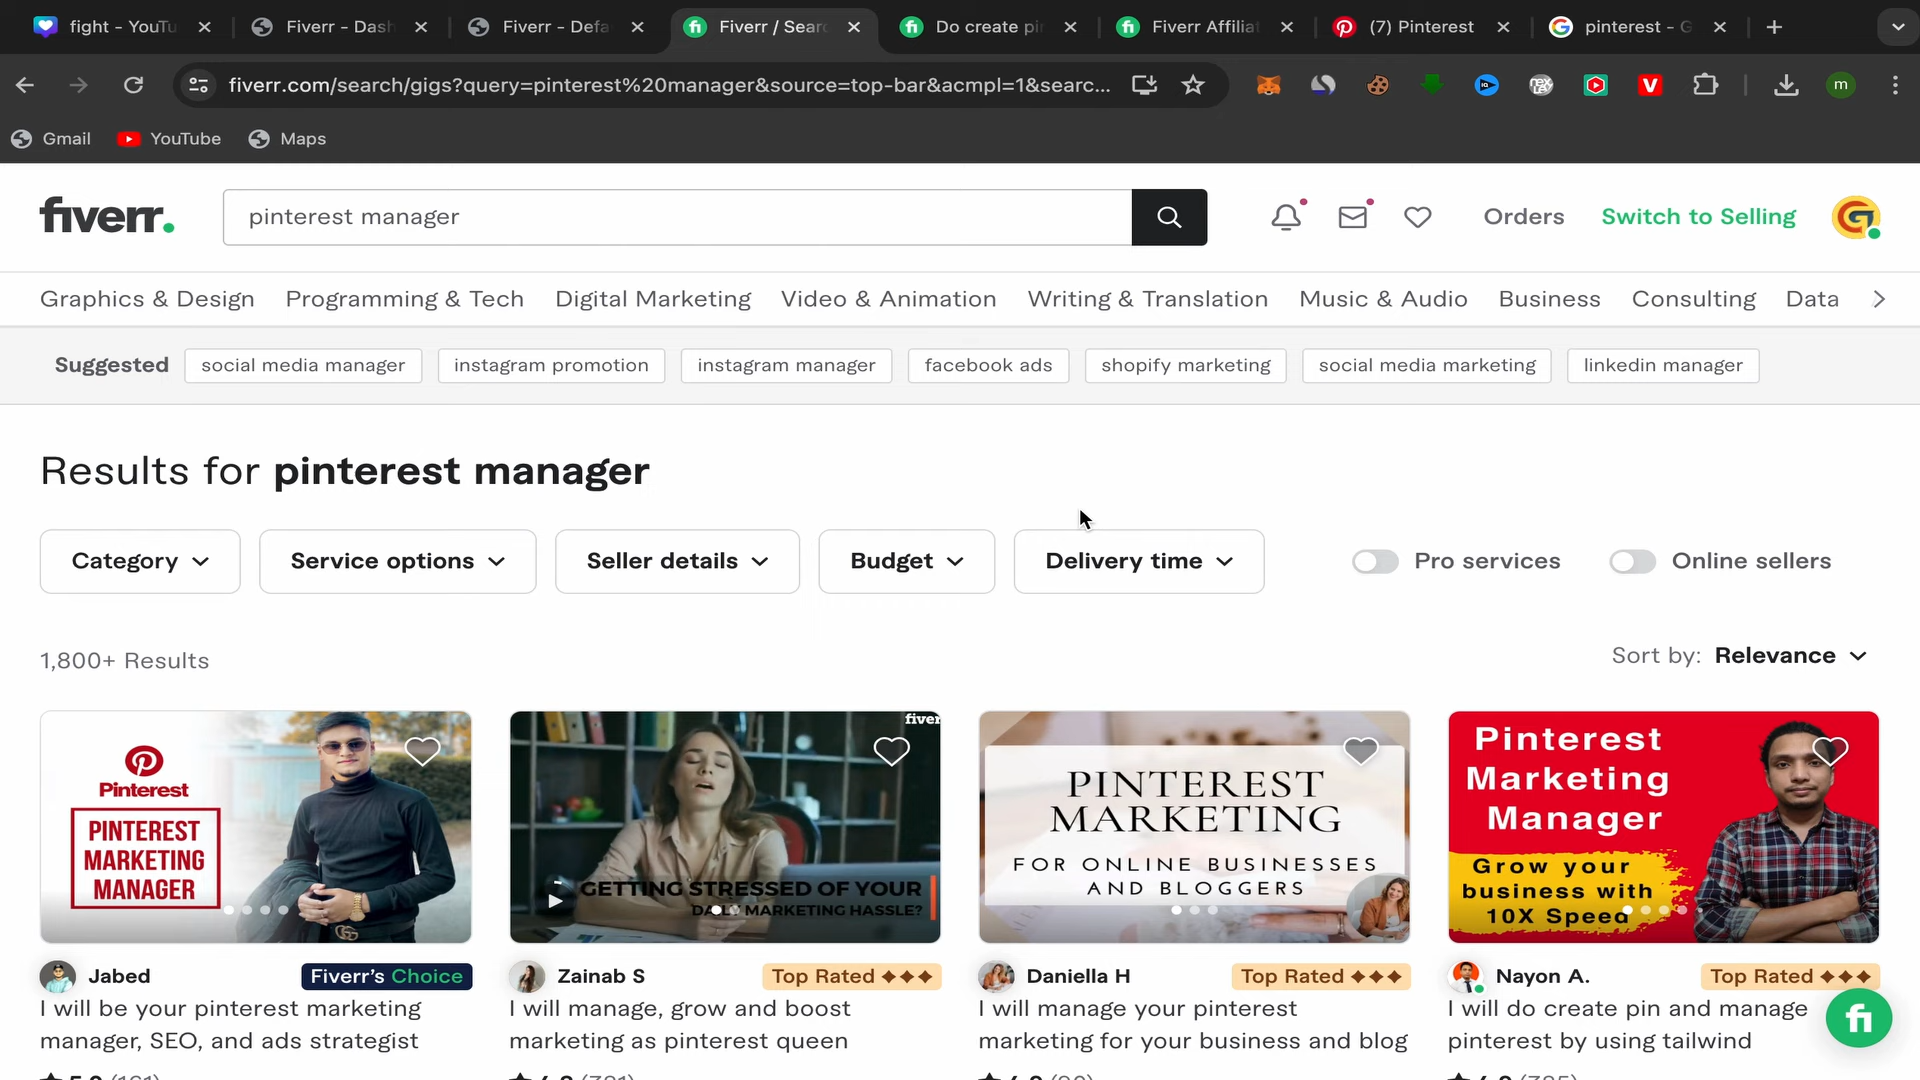 fight - YouTu
Fiverr - Dash
Fiverr - Defa
Fiverr / Sear
Do create pi
Fiverr Affilia
(7) Pinterest
pinterest - G
fiverr.com/search/gigs?query=pinterest%20manager&source=top-bar&acmpl=1&searc...
m
Gmail
YouTube
Maps
fiverr.
pinterest manager
Orders
Switch to Selling
Graphics & Design
Programming & Tech
Digital Marketing
Video & Animation
Writing & Translation
Music & Audio
Business
Consulting
Data
Suggested
social media manager
instagram promotion
instagram manager
facebook ads
shopify marketing
social media marketing
linkedin manager
Results for pinterest manager
Category
Service options
Seller details
Budget
Delivery time
Pro services
Online sellers
1,800+ Results
Sort by: Relevance
Pinterest
PINTEREST
MARKETING
MANAGER
fiverr
GETTING STRESSED OF YOUR
DAILY MARKETING HASSLE?
PINTEREST
MARKETING
FOR ONLINE BUSINESSES
AND BLOGGERS
Pinterest
Marketing
Manager
Grow your
business with
10X Speed
Jabed
Fiverr's Choice
I will be your pinterest marketing
manager, SEO, and ads strategist
Zainab S
Top Rated
I will manage, grow and boost
marketing as pinterest queen
Daniella H
Top Rated
I will manage your pinterest
marketing for your business and blog
Nayon A.
Top Rated
I will do create pin and manage
pinterest by using tailwind
fi